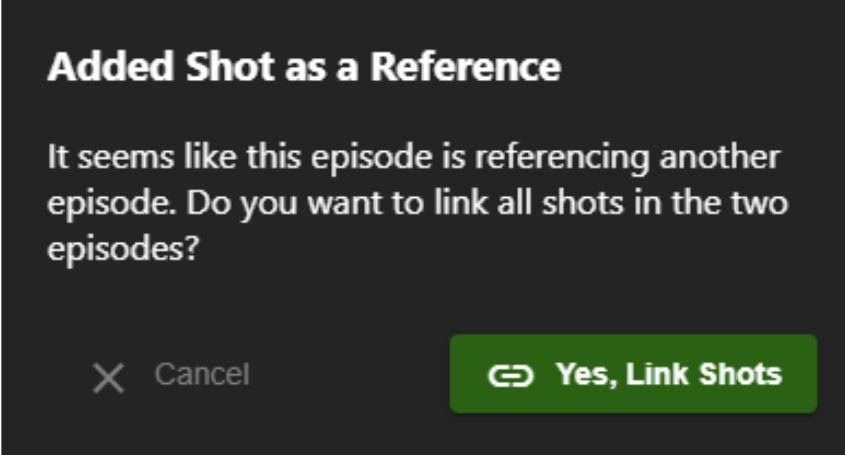 Added Shot as a Reference
It seems like this episode is referencing another
episode. Do you want to link all shots in the two
episodes?
Cancel
Yes, Link Shots